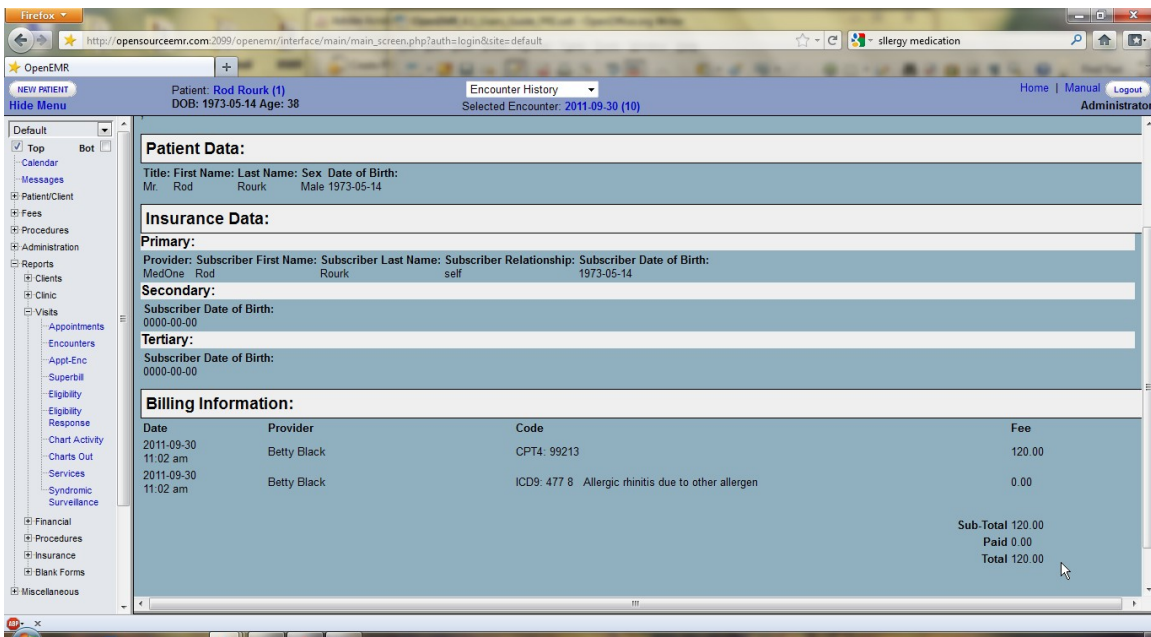 Firefox
http://opensourceemr.com:2099/openemr/interface/main/main_screen.php?auth=login&site=default
sllergy medication
OpenEMR
NEW PATIENT
Patient: Rod Rourk (1)
Encounter History
Home | Manual Logout
Hide Menu
DOB: 1973-05-14 Age: 38
Selected Encounter: 2011-09-30 (10)
Administrator
Default
Top Bot
Calendar
Messages
Patient/Client
Fees
Procedures
Administration
Reports
Clients
Clinic
Visits
Appointments
Encounters
Appt-Enc
Superbill
Eligibility
Eligibility
Response
Chart Activity
Charts Out
Services
Syndromic
Surveillance
Financial
Procedures
Insurance
Blank Forms
Miscellaneous
Patient Data:
Title: First Name: Last Name: Sex Date of Birth:
Mr. Rod Rourk Male 1973-05-14
Insurance Data:
Primary:
Provider: Subscriber First Name: Subscriber Last Name: Subscriber Relationship: Subscriber Date of Birth:
MedOne Rod Rourk self 1973-05-14
Secondary:
Subscriber Date of Birth:
0000-00-00
Tertiary:
Subscriber Date of Birth:
0000-00-00
Billing Information:
Date Provider Code Fee
2011-09-30
11:02 am Betty Black CPT4: 99213 120.00
2011-09-30
11:02 am Betty Black ICD9: 477 8 Allergic rhinitis due to other allergen 0.00
Sub-Total 120.00
Paid 0.00
Total 120.00
ABP